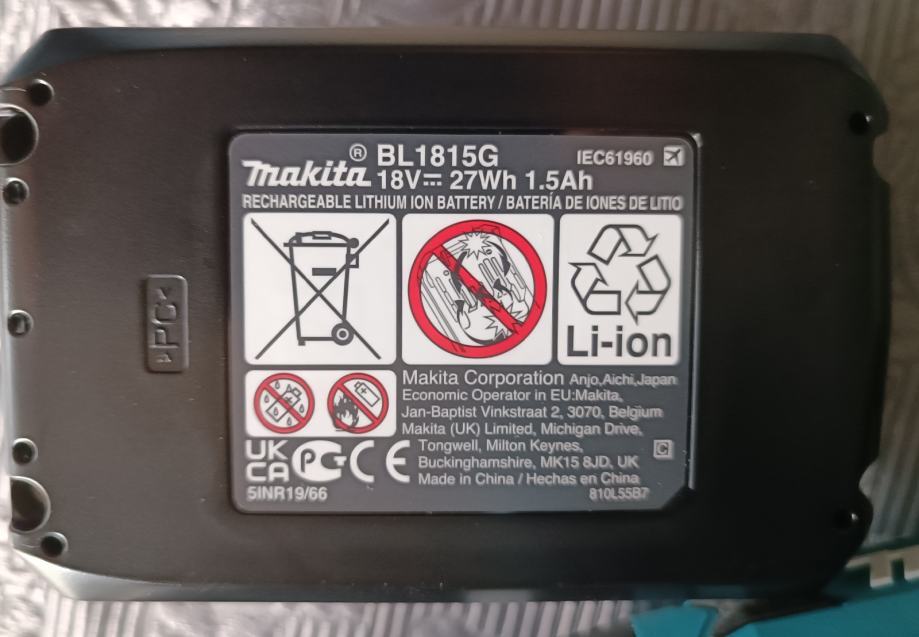 makita® BL1815G IEC61960
18V⎓ 27Wh 1.5Ah
RECHARGEABLE LITHIUM ION BATTERY / BATERÍA DE IONES DE LITIO
>PC<
Li-ion
Makita Corporation Anjo,Aichi,Japan
Economic Operator in EU:Makita,
Jan-Baptist Vinkstraat 2, 3070, Belgium
Makita (UK) Limited, Michigan Drive,
Tongwell, Milton Keynes,
Buckinghamshire, MK15 8JD, UK
Made in China / Hechas en China
UK
CA
CE
5INR19/66
810L55B7